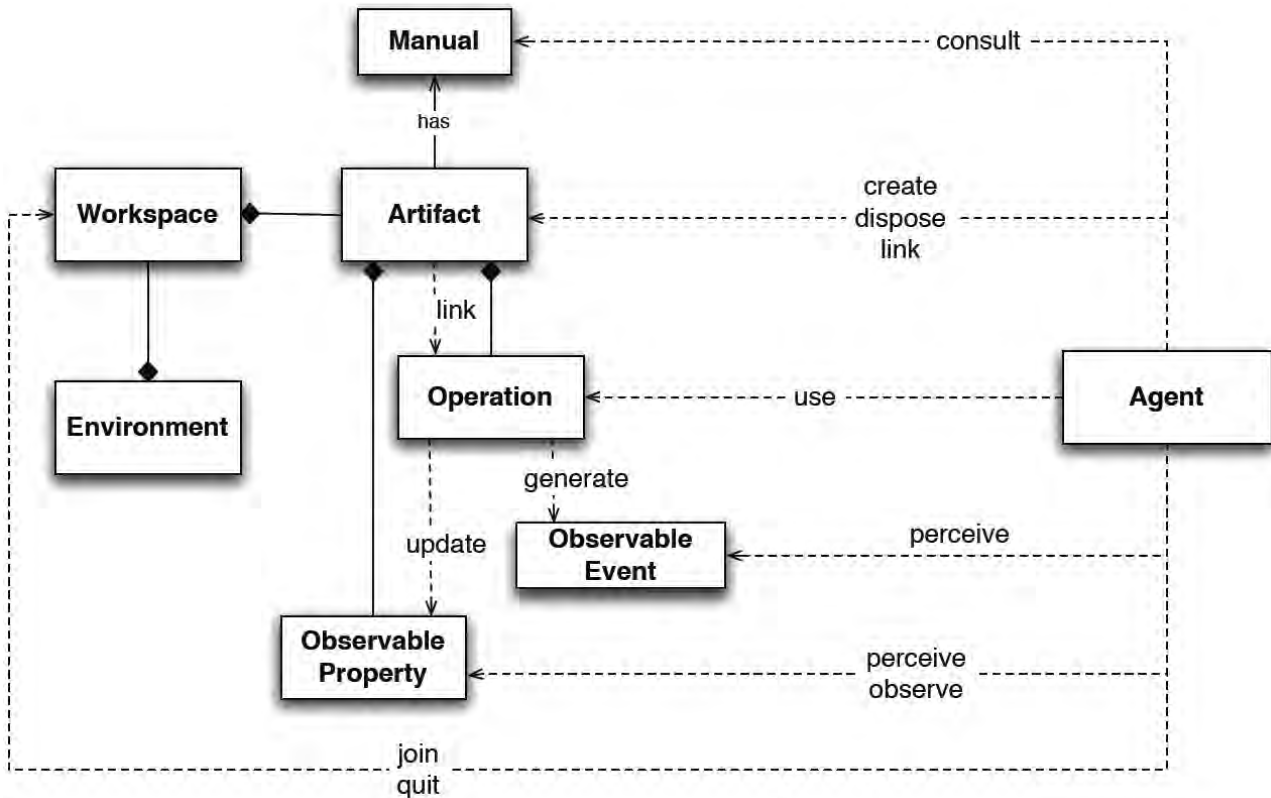 Manual
consult
has
Workspace
Artifact
create
dispose
link
link
Environment
Operation
use
Agent
generate
update
Observable
Event
perceive
Observable
Property
perceive
observe
join
quit